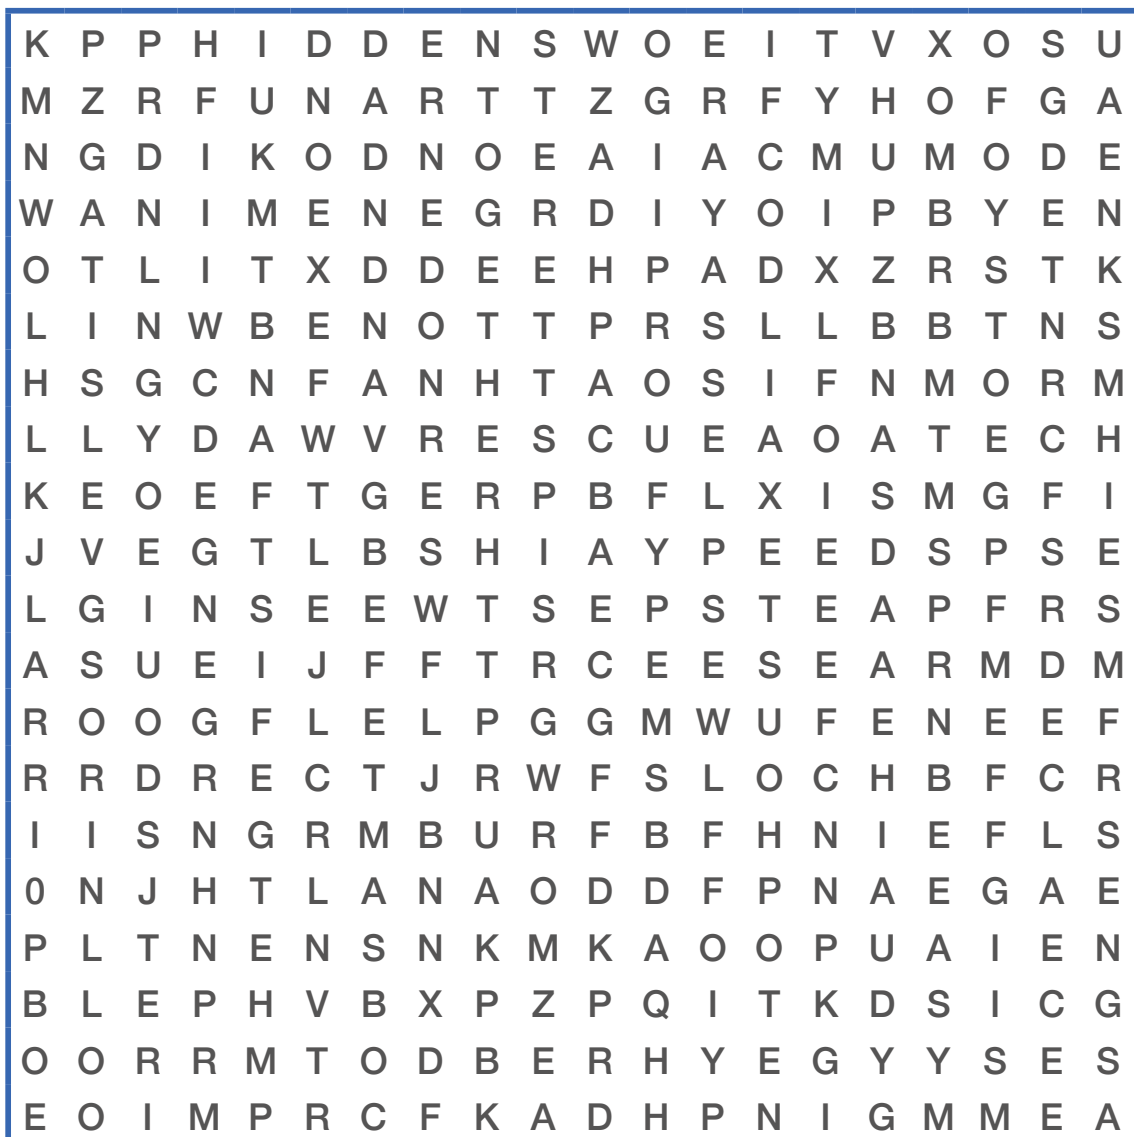 K P P H I D D E N S W O E I T V X O S U
M Z R F U N A R T T Z G R F Y H O F G A
N G D I K O D N O E A I A C M U M O D E
W A N I M E N E G R D I Y O I P B Y E N
O T L I T X D D E E H P A D X Z R S T K
L I N W B E N O T T P R S L L B B T N S
H S G C N F A N H T A O S I F N M O R M
L L Y D A W V R E S C U E A O A T E C H
K E O E F T G E R P B F L X I S M G F I
J V E G T L B S H I A Y P E E D S P S E
L G I N S E E W T S E P S T E A P F R S
A S U E I J F F T R C E E S E A R M D M
R O O G F L E L P G G M W U F E N E E F
R R D R E C T J R W F S L O C H B F C R
I I S N G R M B U R F B F H N I E F L S
0 N J H T L A N A O D D F P N A E G A E
P L T N E N S N K M K A O O P U A I E N
B L E P H V B X P Z P Q I T K D S I C G
O O R R M T O D B E R H Y E G Y Y S E S
E O I M P R C F K A D H P N I G M M E A